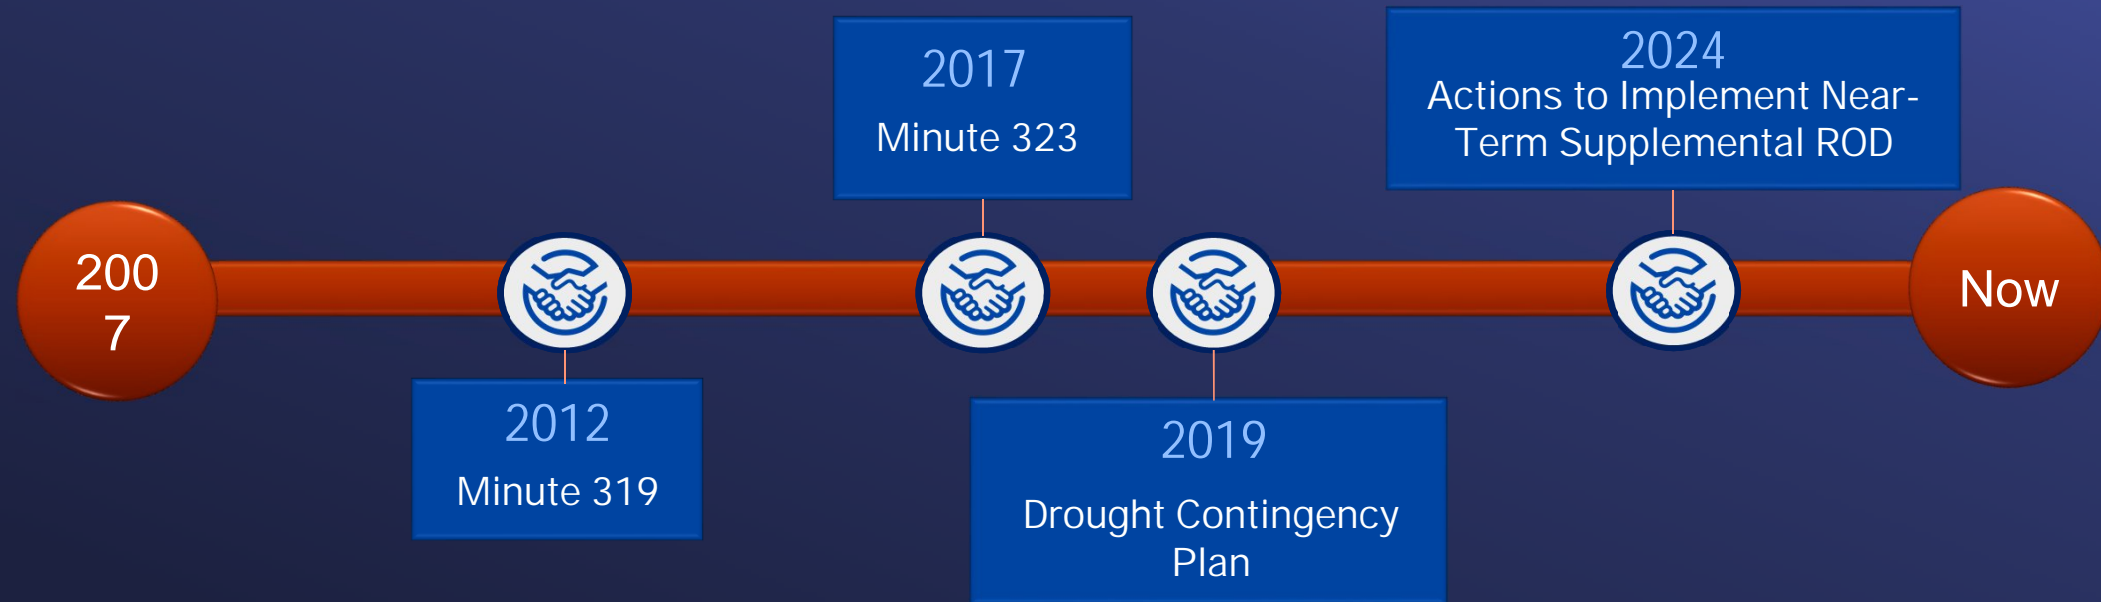 200
7
2012
Minute 319
2017
Minute 323
2019
Drought Contingency
Plan
2024
Actions to Implement Near-
Term Supplemental ROD
Now